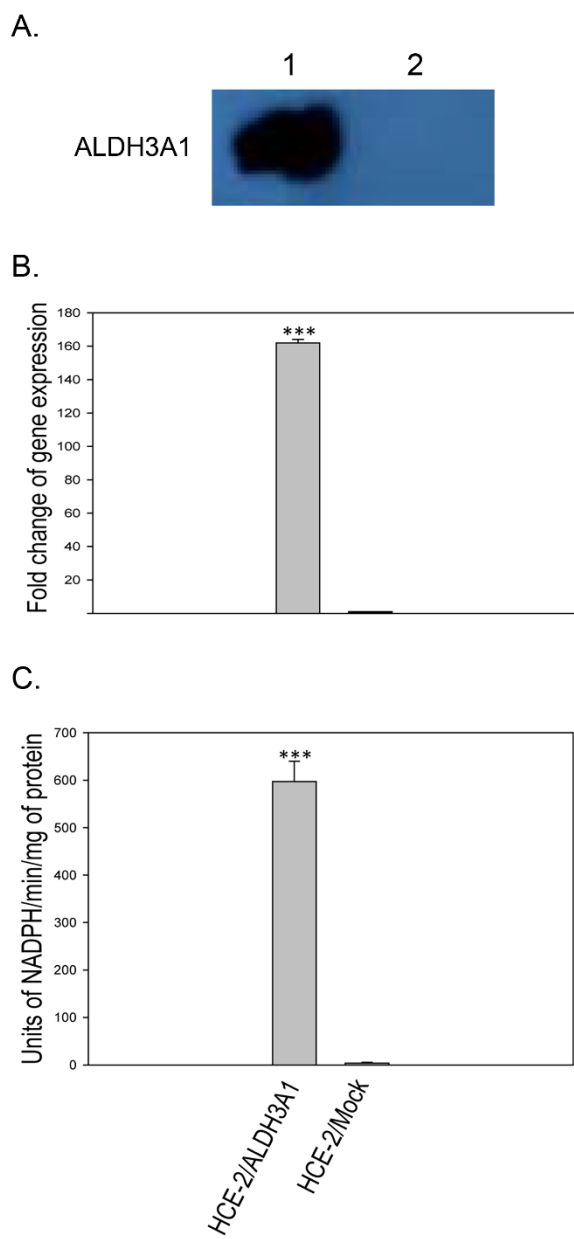 A.
1 2
ALDH3A1
B.
Fold change of gene expression
180
160
140
120
100
80
60
40
20
***
C.
Units of NADPH/min/mg of protein
700
600
500
400
300
200
100
0
***
HCE-2/ALDH3A1
HCE-2/Mock